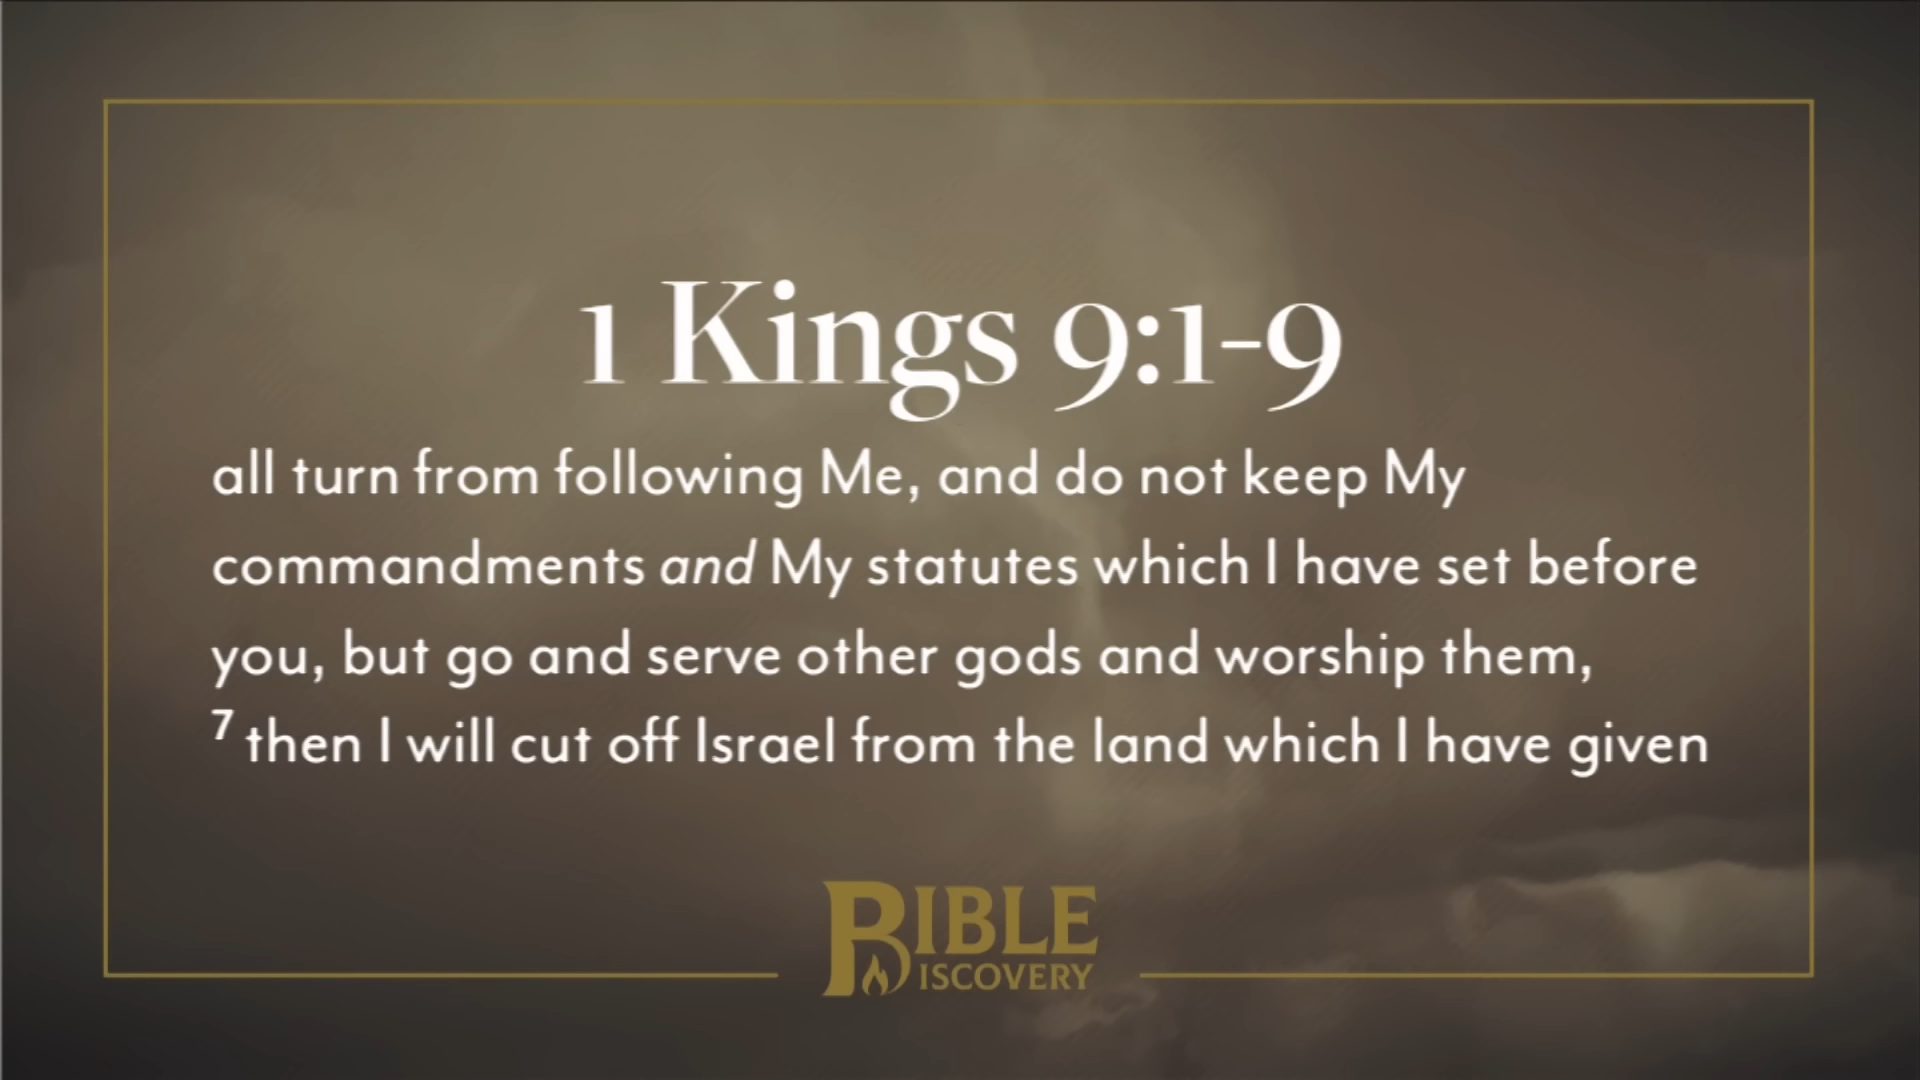 1 Kings 9:1-9
all turn from following Me, and do not keep My
commandments and My statutes which I have set before
you, but go and serve other gods and worship them,
7 then I will cut off Israel from the land which I have given
BIBLE
DISCOVERY